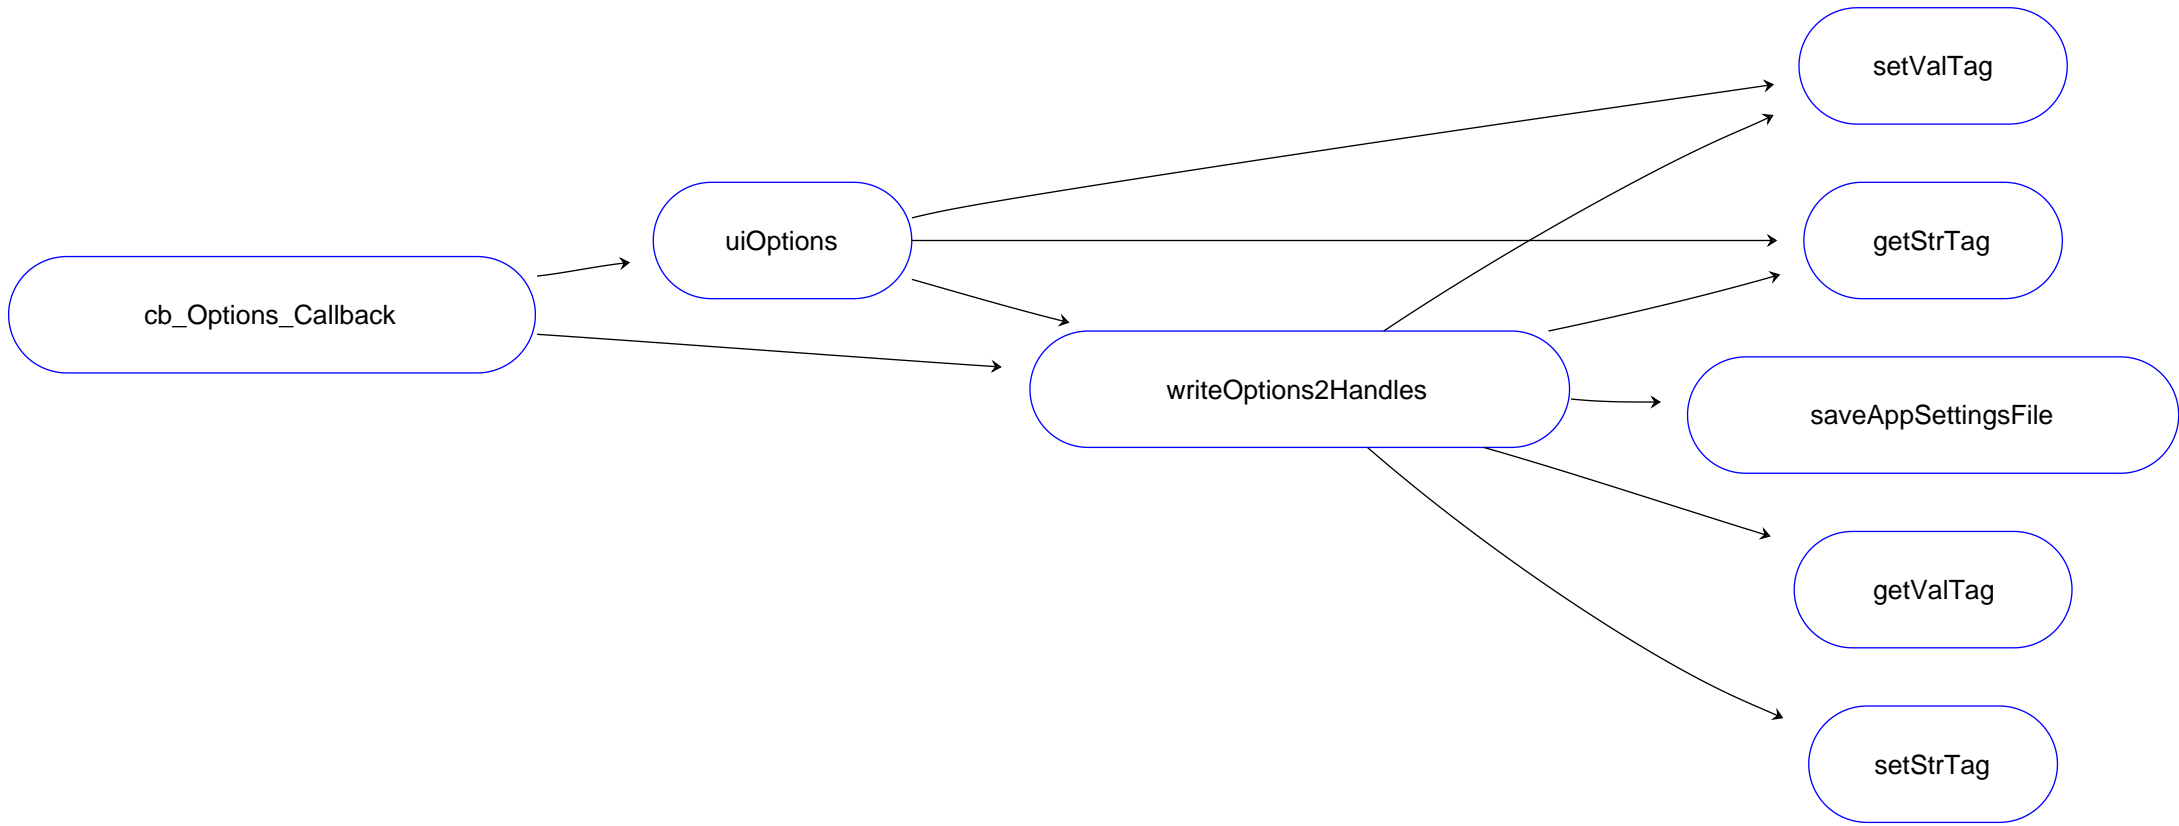 cb_Options_Callback
uiOptions
writeOptions2Handles
setValTag
getStrTag
saveAppSettingsFile
getValTag
setStrTag